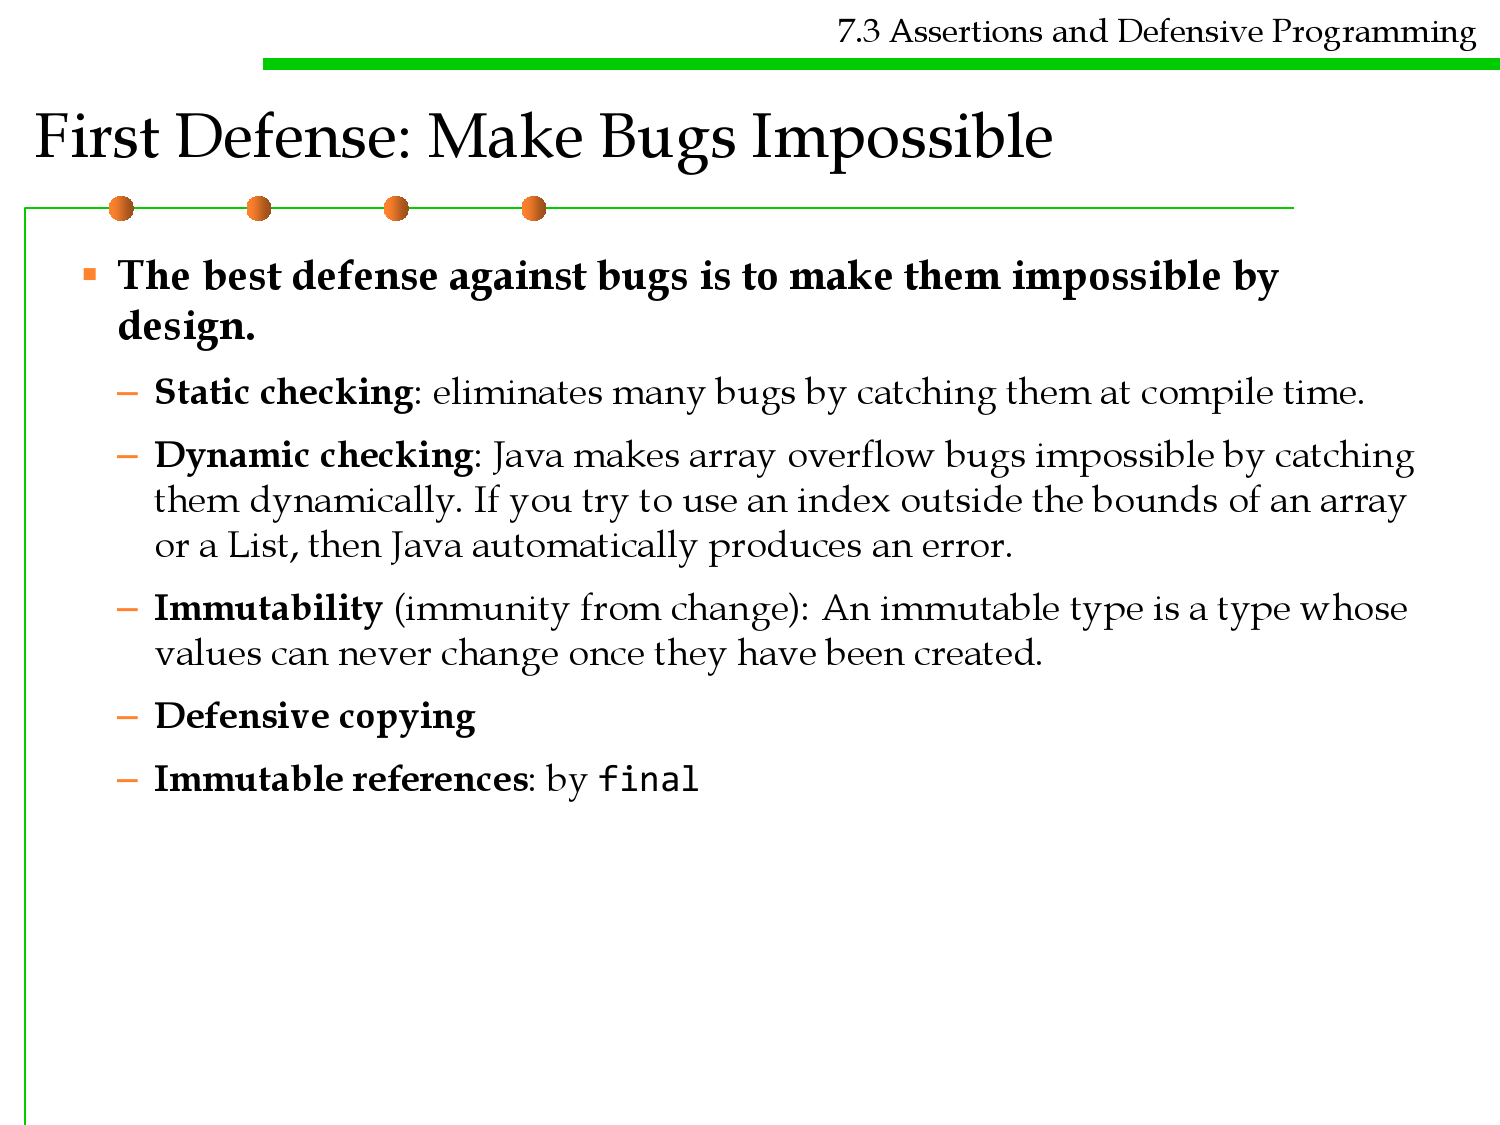 7.3 Assertions and Defensive Programming
First Defense: Make Bugs Impossible
▪ The best defense against bugs is to make them impossible by
design.
– Static checking: eliminates many bugs by catching them at compile time.
– Dynamic checking: Java makes array overflow bugs impossible by catching
them dynamically. If you try to use an index outside the bounds of an array
or a List, then Java automatically produces an error.
– Immutability (immunity from change): An immutable type is a type whose
values can never change once they have been created.
– Defensive copying
– Immutable references: by final